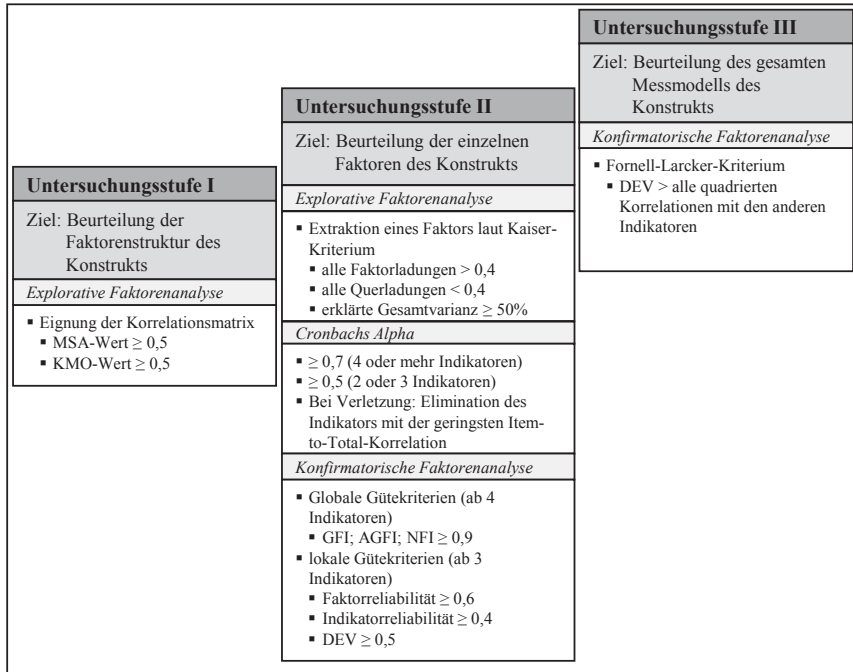 Untersuchungsstufe I
Ziel: Beurteilung der
Faktorenstruktur des
Konstrukts
Explorative Faktorenanalyse
▪ Eignung der Korrelationsmatrix
▪ MSA-Wert ≥ 0,5
▪ KMO-Wert ≥ 0,5
Untersuchungsstufe II
Ziel: Beurteilung der einzelnen
Faktoren des Konstrukts
Explorative Faktorenanalyse
▪ Extraktion eines Faktors laut Kaiser-
Kriterium
▪ alle Faktorladungen > 0,4
▪ alle Querladungen < 0,4
▪ erklärte Gesamtvarianz ≥ 50%
Cronbachs Alpha
▪ ≥ 0,7 (4 oder mehr Indikatoren)
▪ ≥ 0,5 (2 oder 3 Indikatoren)
▪ Bei Verletzung: Elimination des
Indikators mit der geringsten Item-
to-Total-Korrelation
Konfirmatorische Faktorenanalyse
▪ Globale Gütekriterien (ab 4
Indikatoren)
▪ GFI; AGFI; NFI ≥ 0,9
▪ lokale Gütekriterien (ab 3
Indikatoren)
▪ Faktorreliabilität ≥ 0,6
▪ Indikatorreliabilität ≥ 0,4
▪ DEV ≥ 0,5
Untersuchungsstufe III
Ziel: Beurteilung des gesamten
Messmodells des
Konstrukts
Konfirmatorische Faktorenanalyse
▪ Fornell-Larcker-Kriterium
▪ DEV > alle quadrierten
Korrelationen mit den anderen
Indikatoren